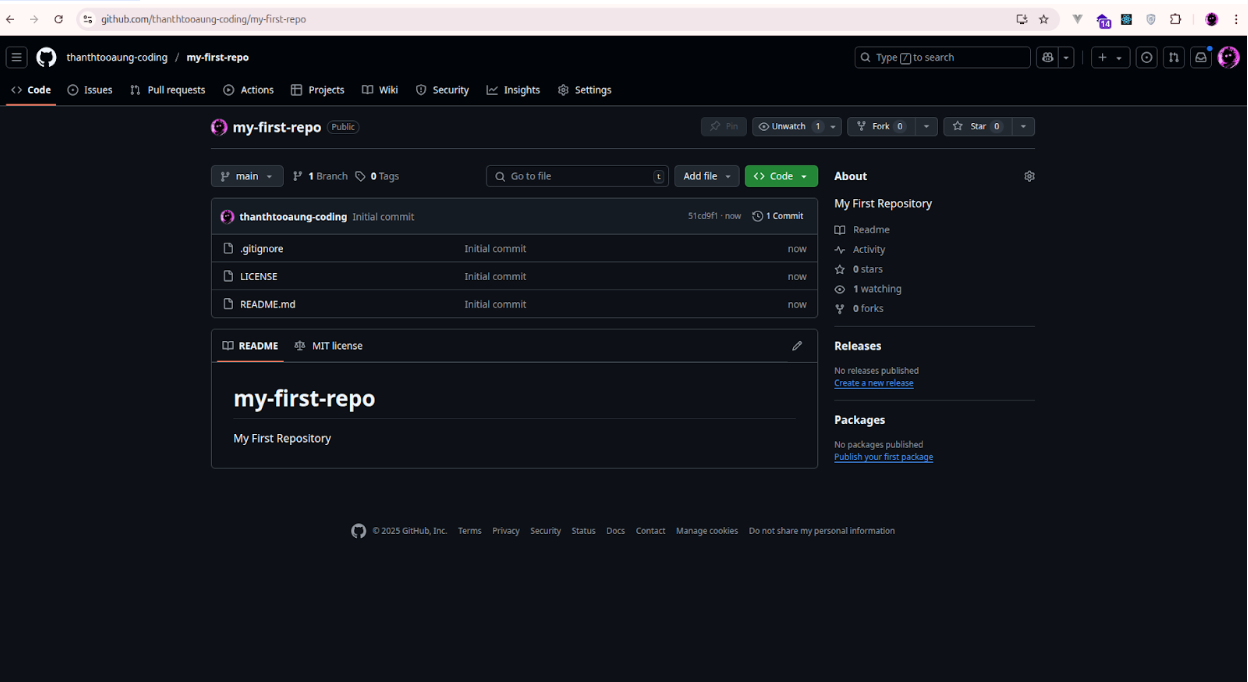 github.com/thanthtooaung-coding/my-first-repo
14
thanthtooaung-coding / my-first-repo
Type / to search
Code Issues Pull requests Actions Projects Wiki Security Insights Settings
my-first-repo Public
Pin Unwatch 1 Fork 0 Star 0
main 1 Branch 0 Tags Go to file t Add file Code
thanthtooaung-coding Initial commit 51cd9f1 · now 1 Commit
.gitignore Initial commit now
LICENSE Initial commit now
README.md Initial commit now
README MIT license
my-first-repo
My First Repository
About
My First Repository
Readme
Activity
0 stars
1 watching
0 forks
Releases
No releases published
Create a new release
Packages
No packages published
Publish your first package
© 2025 GitHub, Inc. Terms Privacy Security Status Docs Contact Manage cookies Do not share my personal information